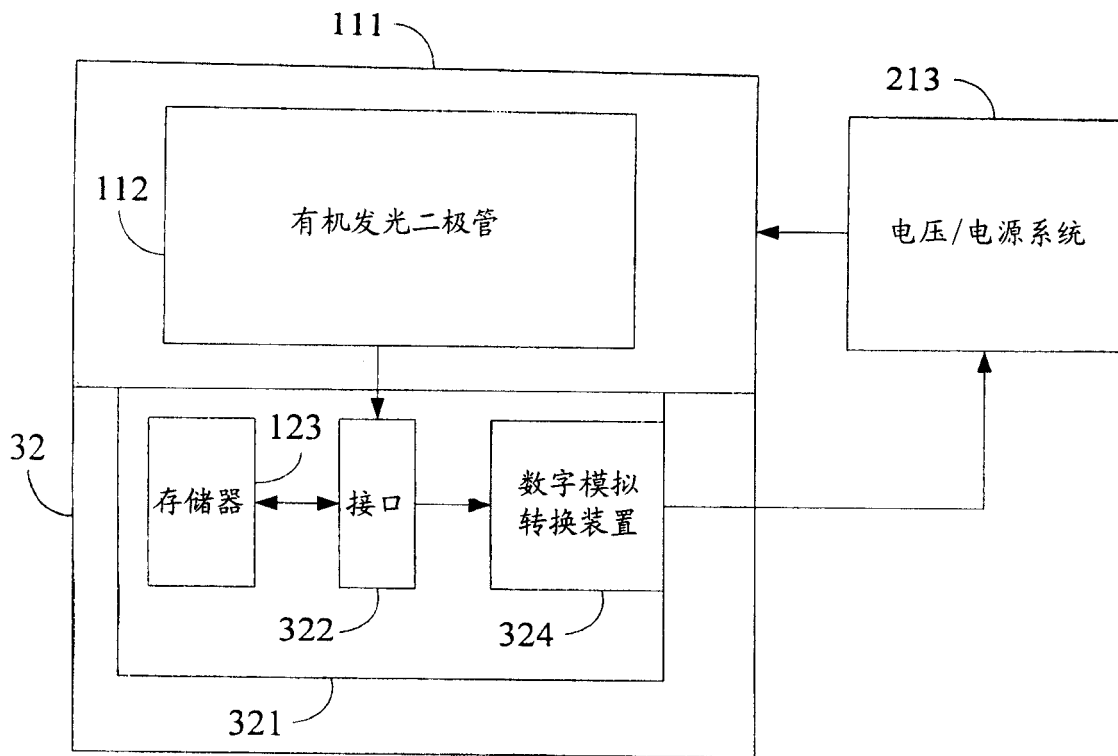 111
213
112
有机发光二极管
电压/电源系统
32
123
存储器
接口
数字模拟
转换装置
322
324
321